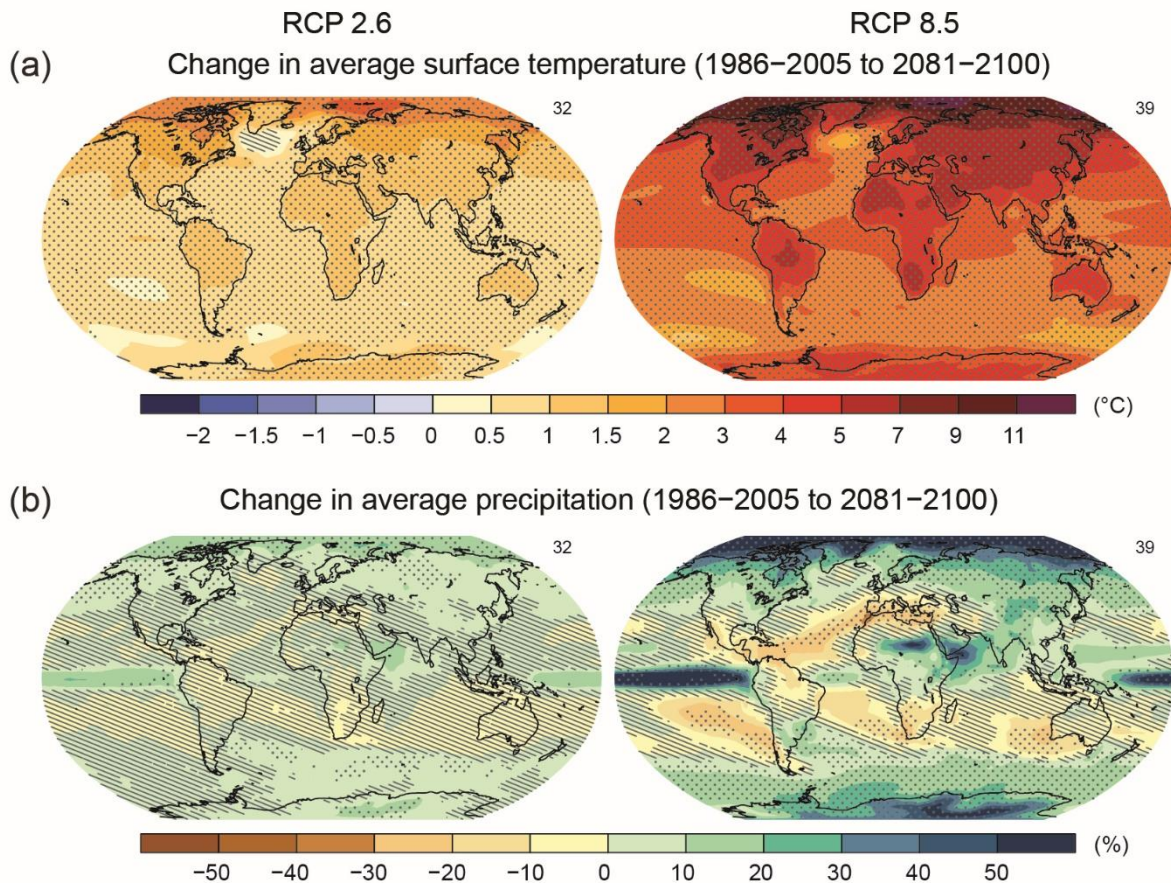 RCP 2.6 RCP 8.5
(a) Change in average surface temperature (1986−2005 to 2081−2100)
32 39
(°C)
−2 −1.5 −1 −0.5 0 0.5 1 1.5 2 3 4 5 7 9 11
(b) Change in average precipitation (1986−2005 to 2081−2100)
32 39
(%)
−50 −40 −30 −20 −10 0 10 20 30 40 50